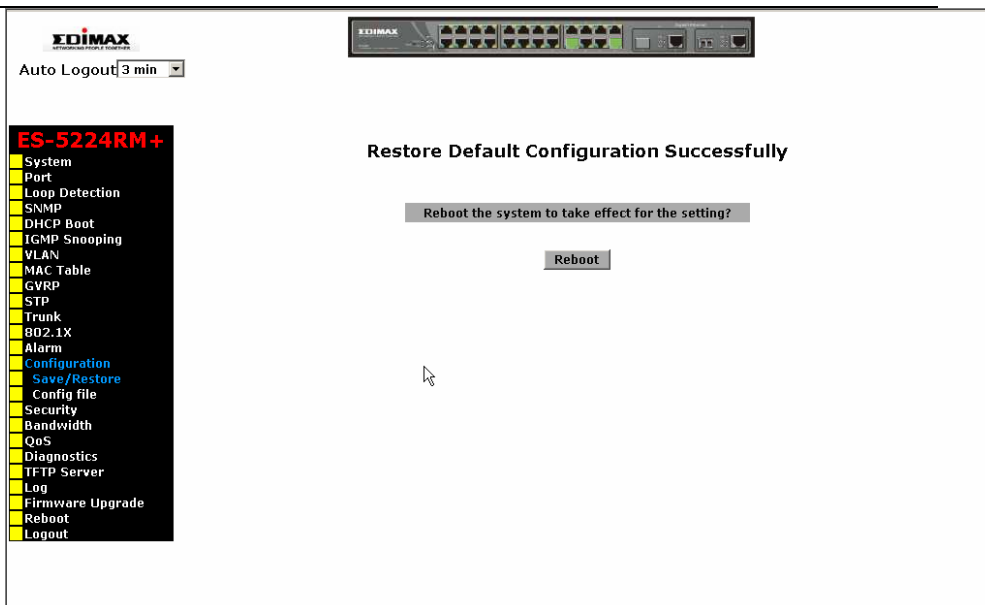 EDIMAX
NETWORKING PEOPLE TOGETHER
Auto Logout 3 min
EDIMAX
ES-5224RM+
System
Port
Loop Detection
SNMP
DHCP Boot
IGMP Snooping
VLAN
MAC Table
GVRP
STP
Trunk
802.1X
Alarm
Configuration
Save/Restore
Config file
Security
Bandwidth
QoS
Diagnostics
TFTP Server
Log
Firmware Upgrade
Reboot
Logout
Restore Default Configuration Successfully
Reboot the system to take effect for the setting?
Reboot